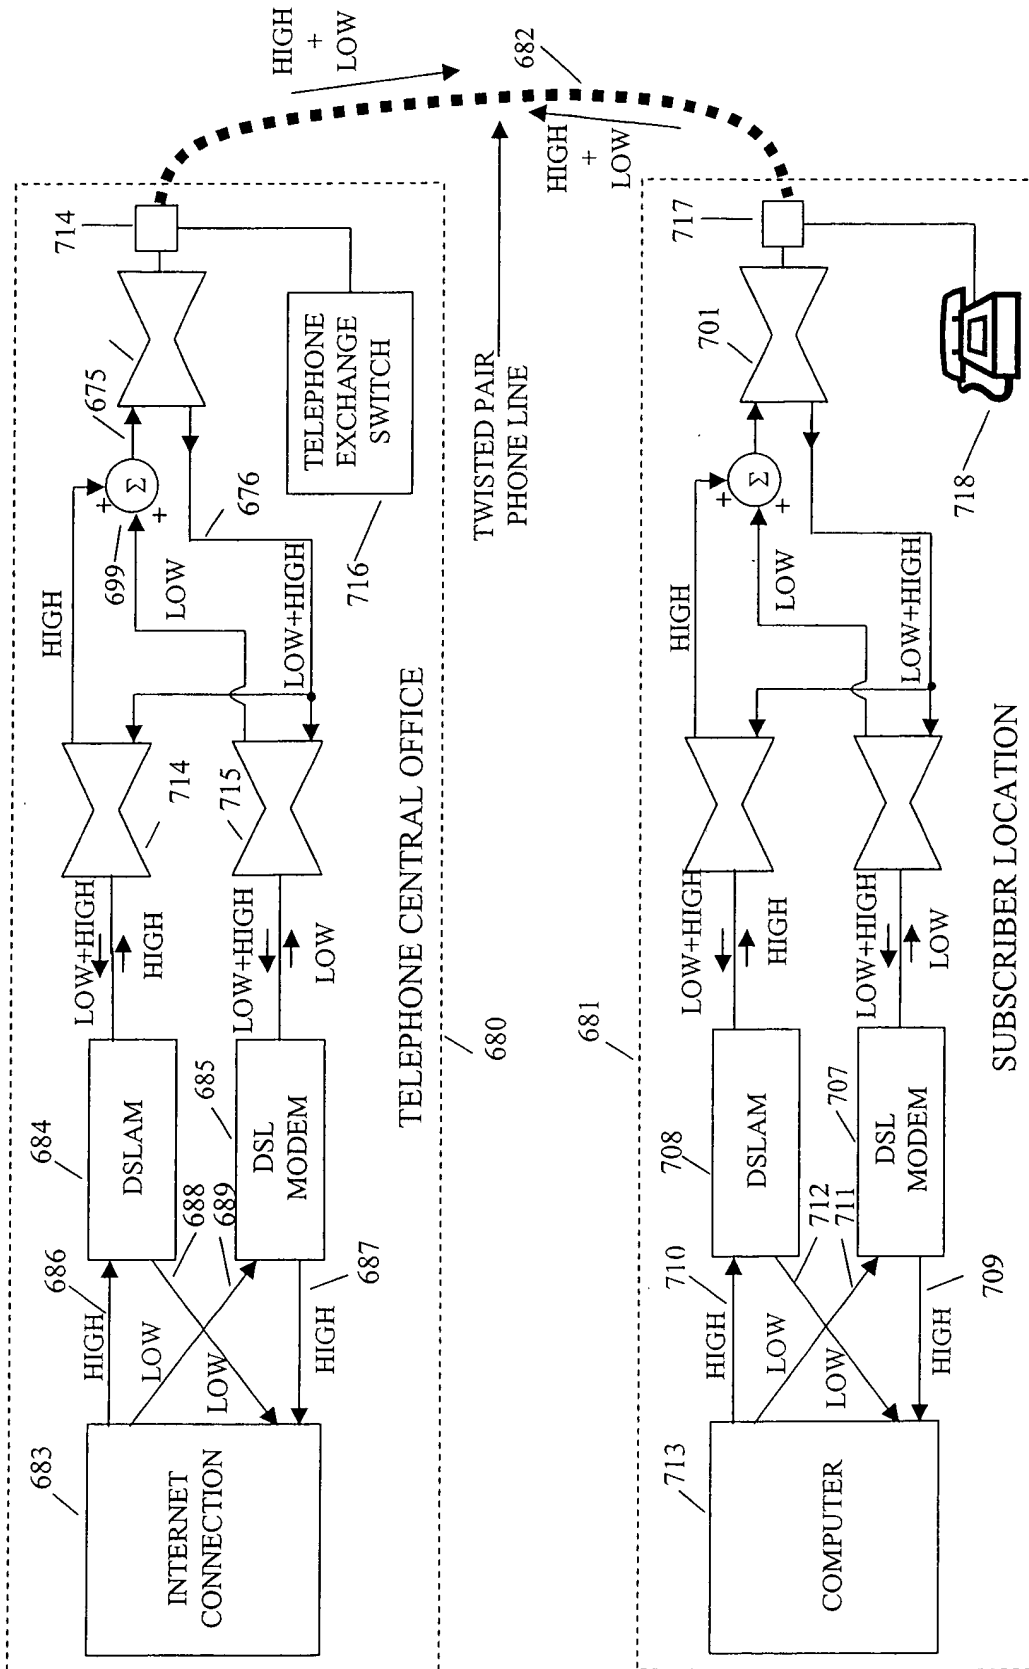 683
INTERNET
CONNECTION
HIGH
686
LOW
LOW
HIGH
688
689
687
684
DSLAM
685
DSL
MODEM
LOW+HIGH
HIGH
LOW+HIGH
LOW
714
715
HIGH
699
+
+
Σ
LOW
LOW+HIGH
675
676
714
TELEPHONE
EXCHANGE
SWITCH
716
TELEPHONE CENTRAL OFFICE
680
HIGH
+
LOW
682
HIGH
+
LOW
TWISTED PAIR
PHONE LINE
681
713
COMPUTER
HIGH
710
LOW
LOW
HIGH
712
711
709
708
DSLAM
707
DSL
MODEM
LOW+HIGH
HIGH
LOW+HIGH
LOW
HIGH
+
+
Σ
LOW
LOW+HIGH
701
717
718
SUBSCRIBER LOCATION